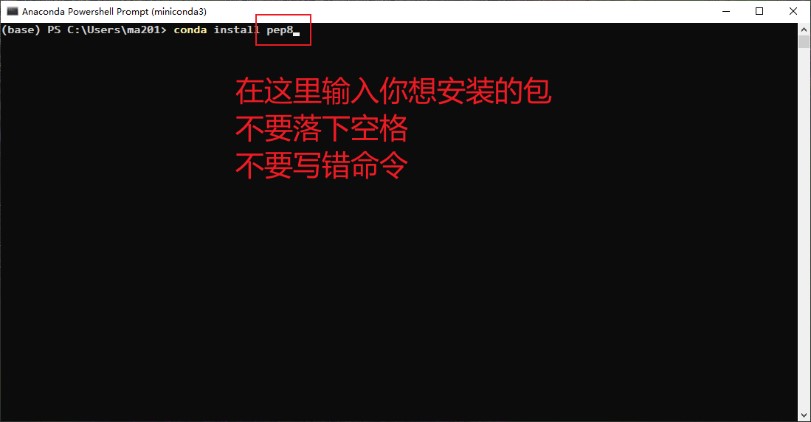 Anaconda Powershell Prompt (miniconda3)
(base) PS C:\Users\ma201> conda install pep8
在这里输入你想安装的包
不要落下空格
不要写错命令